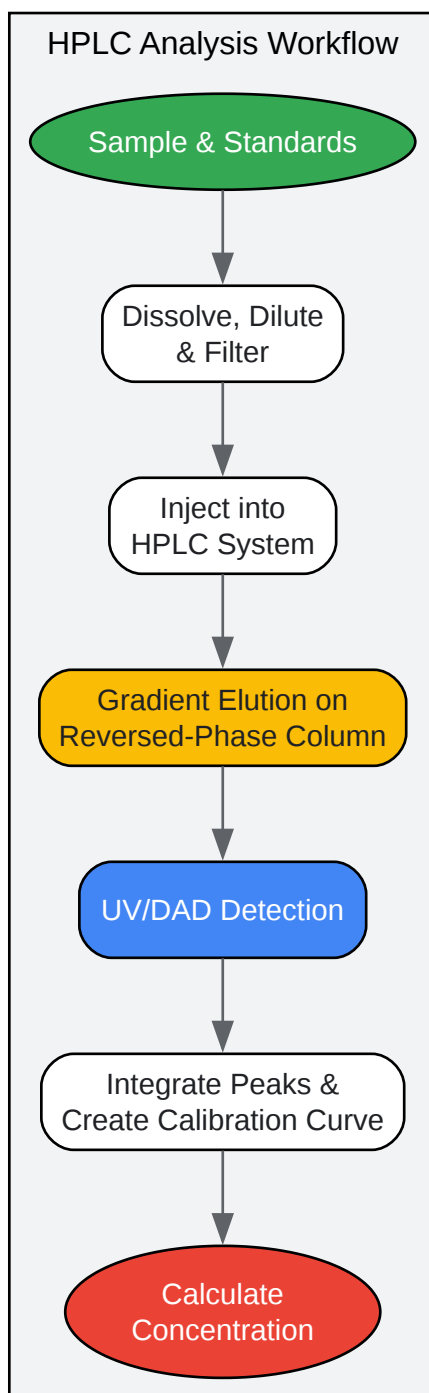 HPLC Analysis Workflow
Sample & Standards
Dissolve, Dilute
& Filter
Inject into
HPLC System
Gradient Elution on
Reversed-Phase Column
UV/DAD Detection
Integrate Peaks &
Create Calibration Curve
Calculate
Concentration